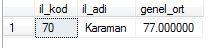 il_kod il_adi genel_ort
1 70 Karaman 77.000000